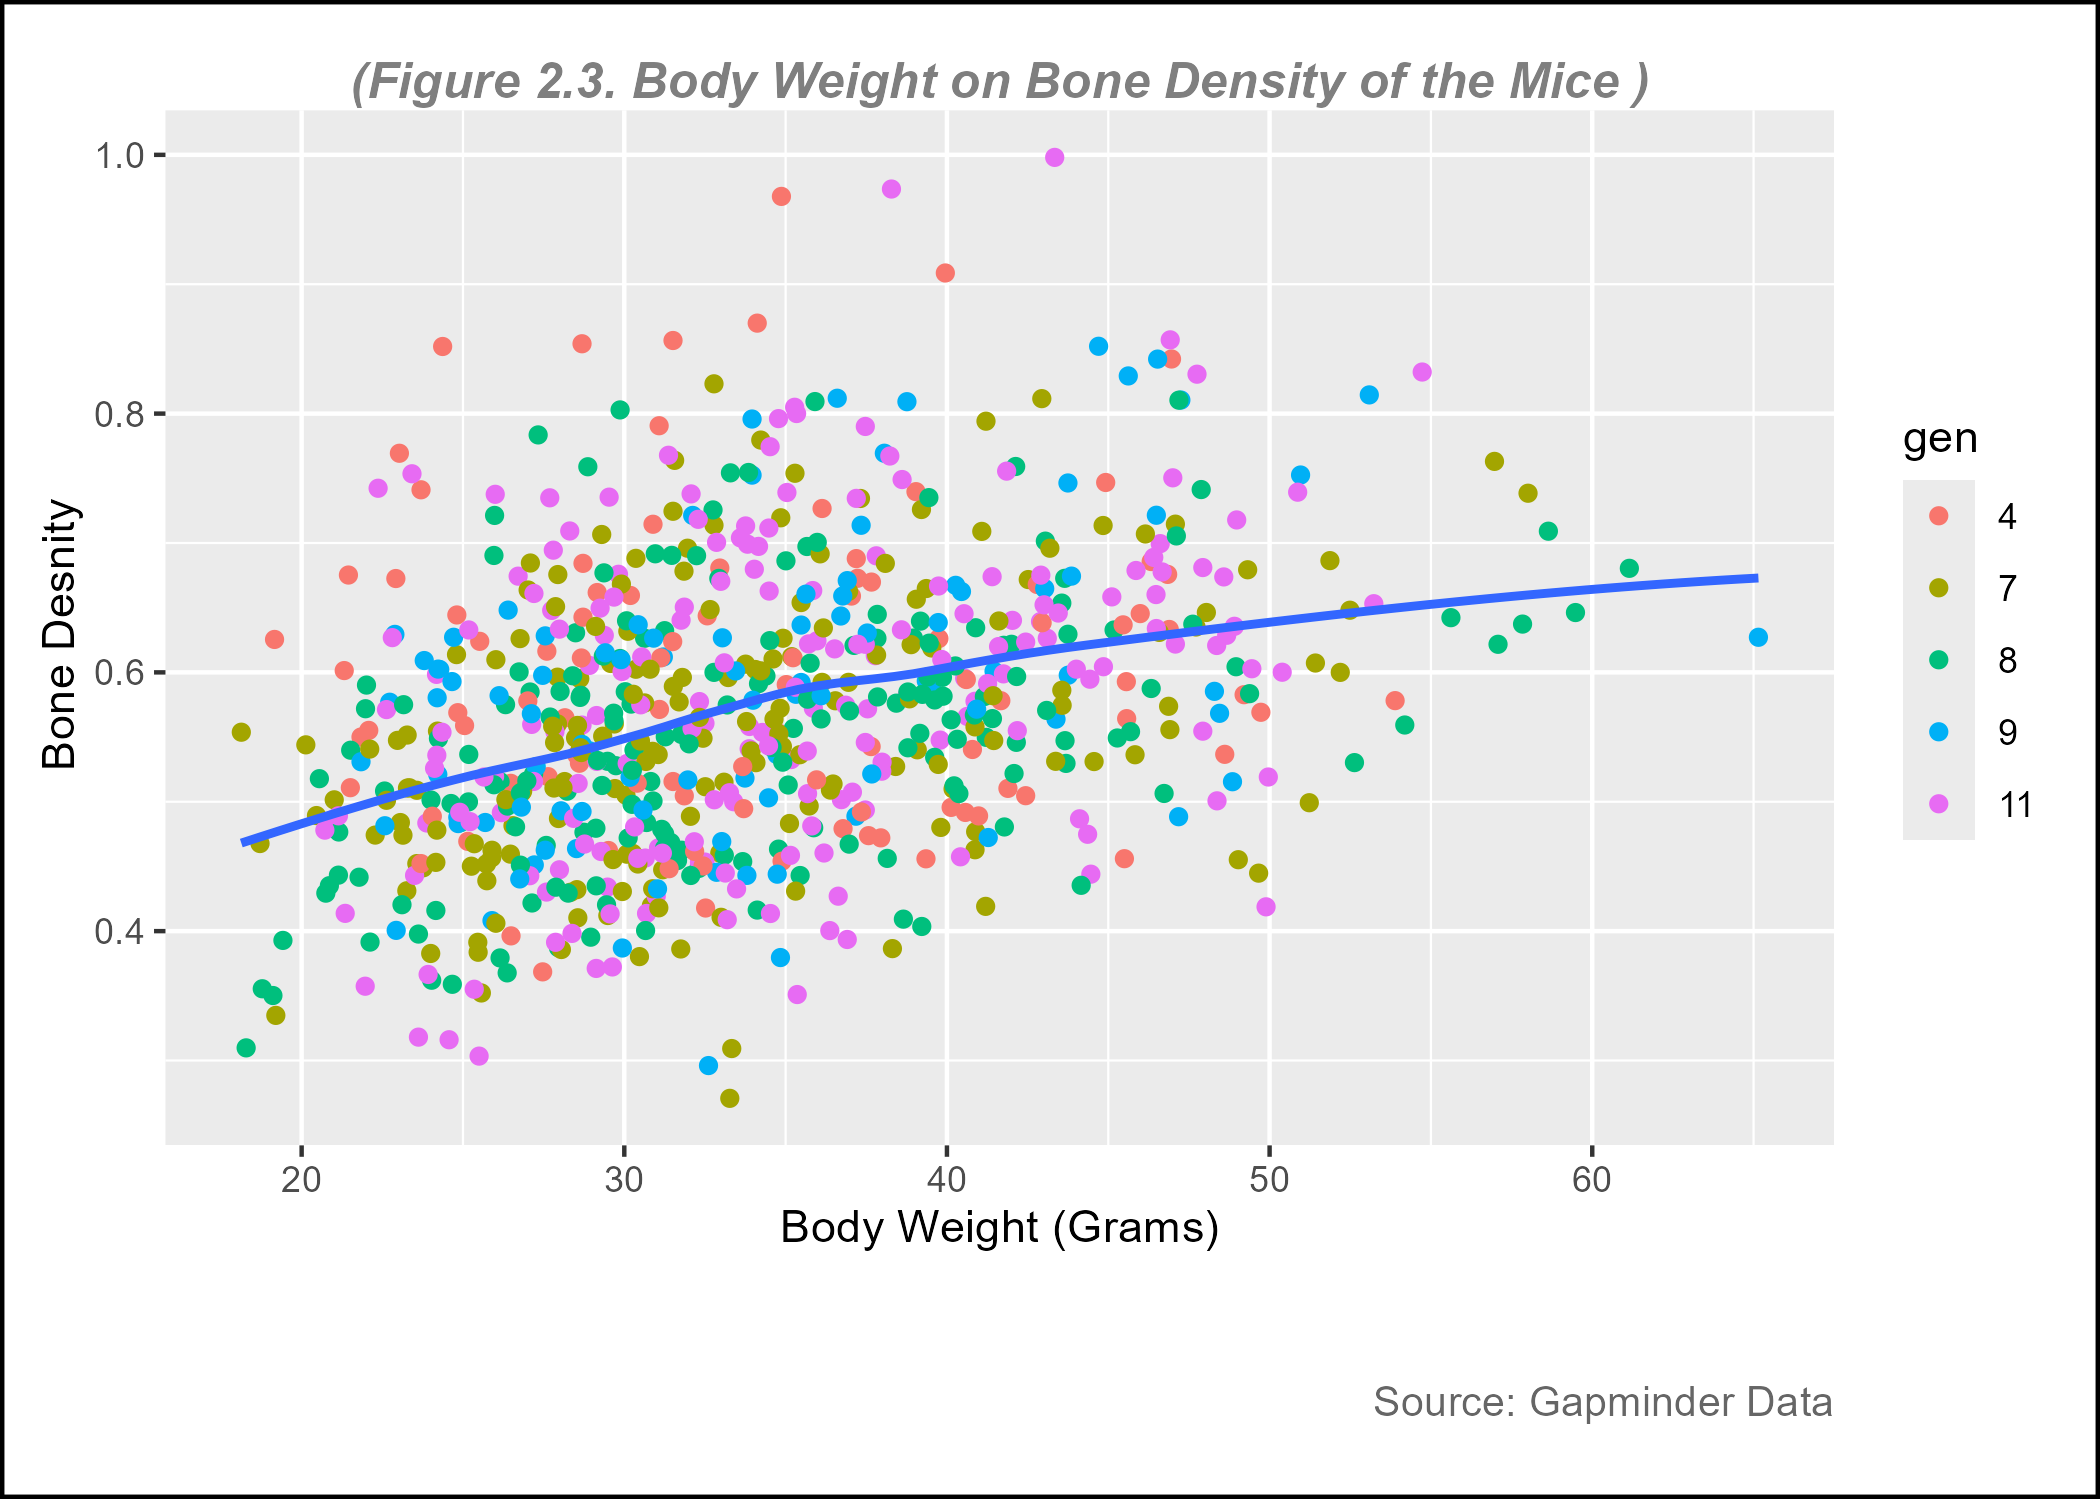 (Figure 2.3. Body Weight on Bone Density of the Mice )
1.0
0.8
0.6
0.4
Bone Desnity
20 30 40 50 60
Body Weight (Grams)
gen
4
7
8
9
11
Source: Gapminder Data